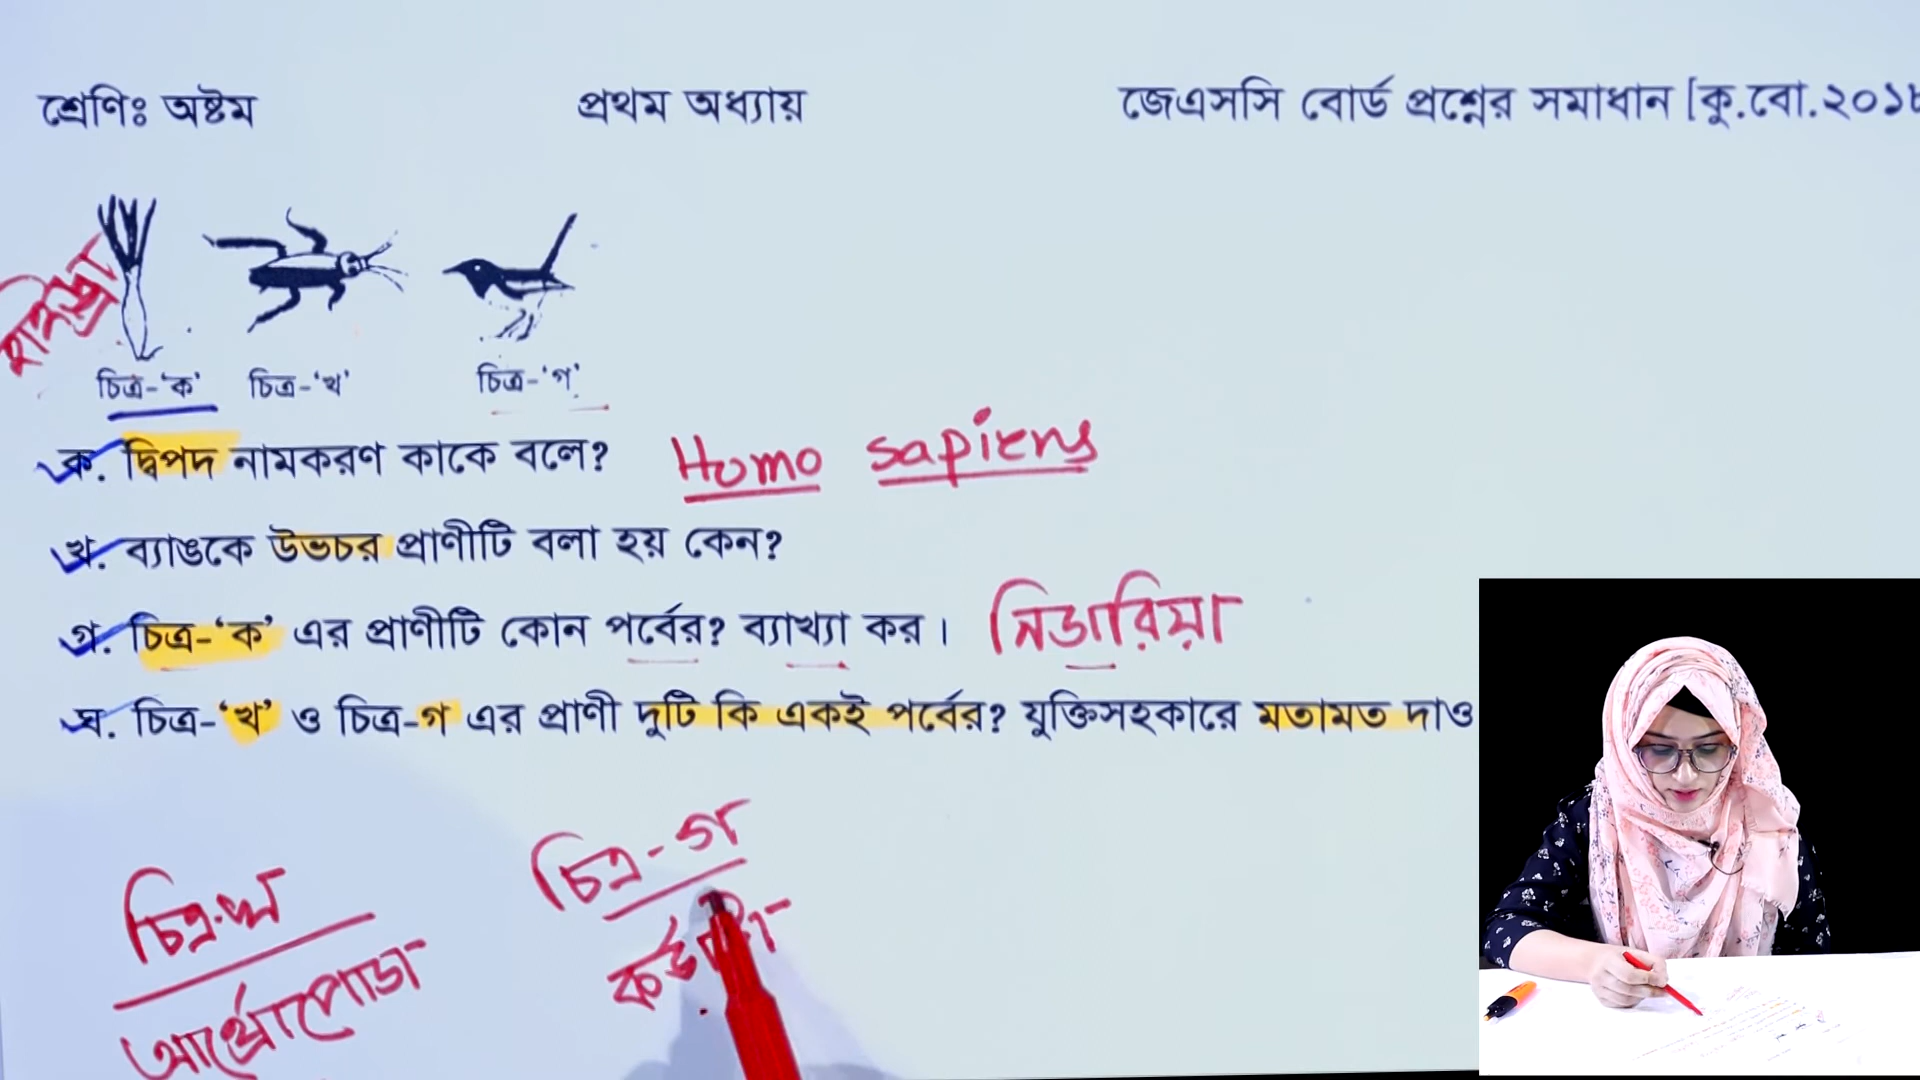 শ্রেণিঃ অষ্টম প্রথম অধ্যায় জেএসসি বোর্ড প্রশ্নের সমাধান [কু.বো.২০১৮
হাইড্রা
চিত্র-‘ক’ চিত্র-‘খ’ চিত্র-‘গ’
ক. দ্বিপদ নামকরণ কাকে বলে? Homo sapiens
খ. ব্যাঙকে উভচর প্রাণীটি বলা হয় কেন?
গ. চিত্র-‘ক’ এর প্রাণীটি কোন পর্বের? ব্যাখ্যা কর। নিডারিয়া
ঘ. চিত্র-‘খ’ ও চিত্র-গ এর প্রাণী দুটি কি একই পর্বের? যুক্তিসহকারে মতামত দাও
চিত্র-খ চিত্র-গ
আর্থ্রোপোডা